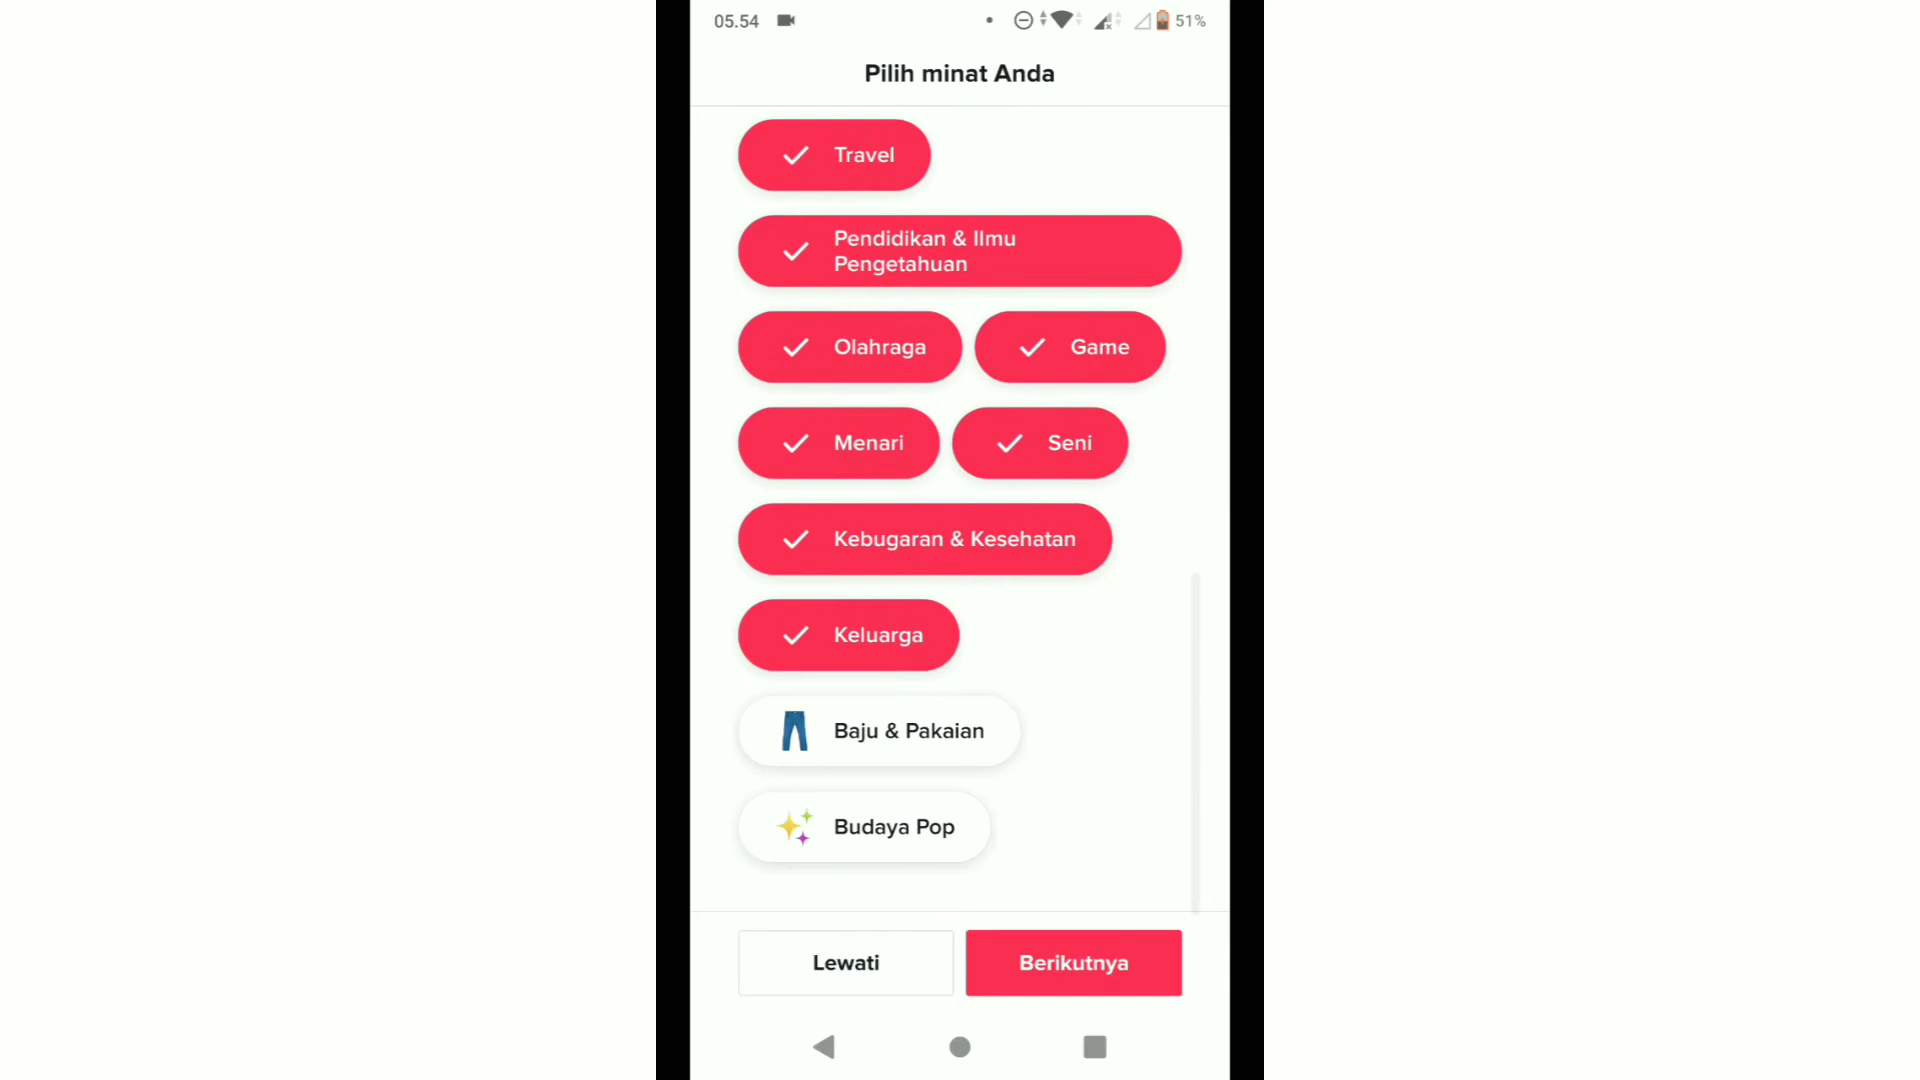 05.54
51%
Pilih minat Anda
Travel
Pendidikan & Ilmu
Pengetahuan
Olahraga
Game
Menari
Seni
Kebugaran & Kesehatan
Keluarga
Baju & Pakaian
Budaya Pop
Lewati
Berikutnya